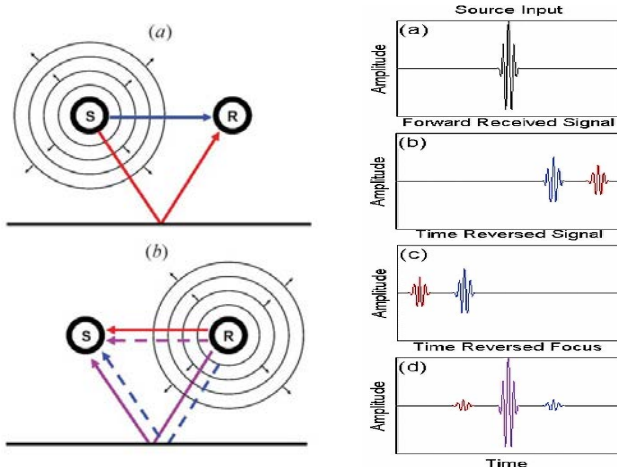 (a)
S
R
(b)
S
R
Source Input
(a)
Amplitude
Forward Received Signal
(b)
Amplitude
Time Reversed Signal
(c)
Amplitude
Time Reversed Focus
(d)
Amplitude
Time